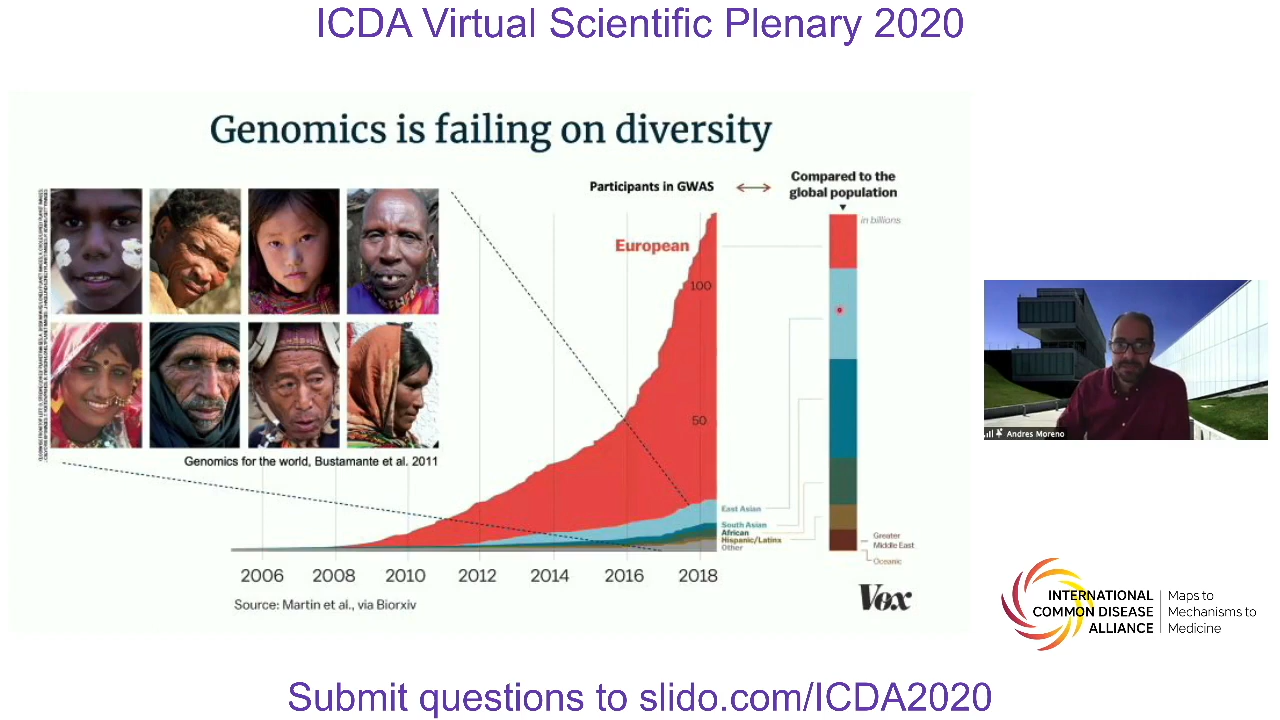 ICDA Virtual Scientific Plenary 2020
Genomics is failing on diversity
Participants in GWAS
Compared to the
global population
in billions
European
100
50
Genomics for the world, Bustamante et al. 2011
East Asian
South Asian
African
Hispanic/Latinx
Other
Greater
Middle East
Oceanic
2006 2008 2010 2012 2014 2016 2018
Source: Martin et al., via Biorxiv
Vox
Andres Moreno
INTERNATIONAL
COMMON DISEASE
ALLIANCE
Maps to
Mechanisms to
Medicine
Submit questions to slido.com/ICDA2020